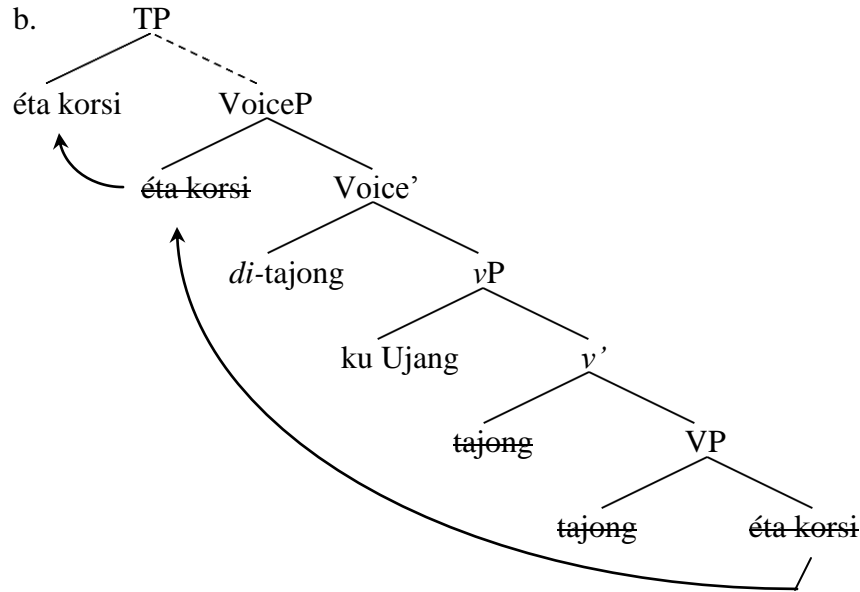 b. TP
éta korsi VoiceP
éta korsi Voice’
di-tajong vP
ku Ujang v’
tajong VP
tajong éta korsi